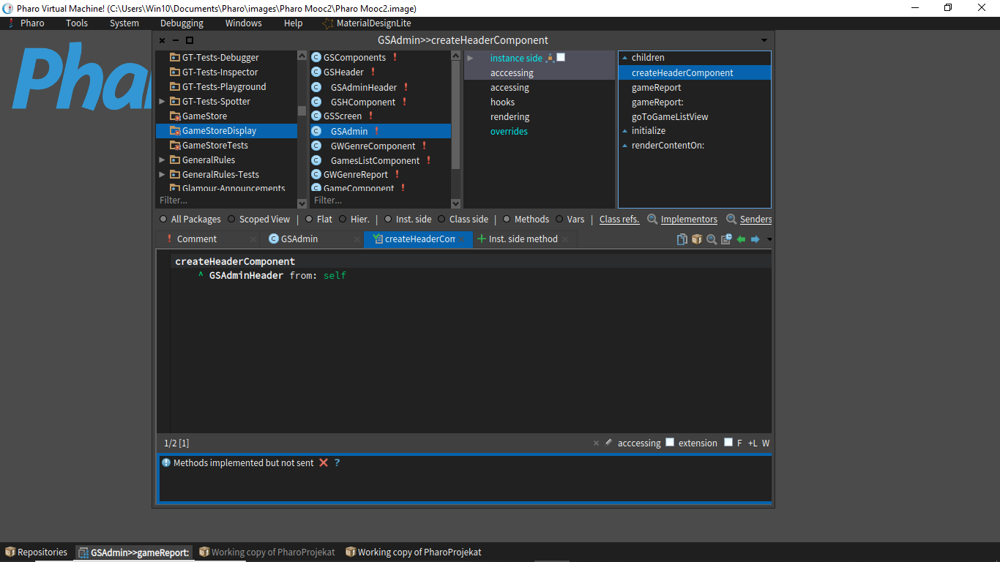 Pharo Virtual Machine! (C:\Users\Win10\Documents\Pharo\images\Pharo Mooc2\Pharo Mooc2.image)
Pharo Tools System Debugging Windows Help MaterialDesignLite
Phar
GSAdmin>>createHeaderComponent
GT-Tests-Debugger
GT-Tests-Inspector
GT-Tests-Playground
GT-Tests-Spotter
GameStore
GameStoreDisplay
GameStoreTests
GeneralRules
GeneralRules-Tests
Glamour-Announcements
Filter...
GSComponents !
GSHeader !
GSAdminHeader !
GSHComponent !
GSScreen !
GSAdmin !
GWGenreComponent !
GamesListComponent !
GWGenreReport !
GameComponent !
Filter...
instance side
acccessing
accessing
hooks
rendering
overrides
children
createHeaderComponent
gameReport
gameReport:
goToGameListView
initialize
renderContentOn:
All Packages Scoped View | Flat Hier. | Inst. side Class side | Methods Vars Class refs. Implementors Senders
! Comment GSAdmin createHeaderCom Inst. side method
createHeaderComponent
^ GSAdminHeader from: self
1/2 [1] acccessing extension F +L W
Methods implemented but not sent ?
Repositories GSAdmin>>gameReport: Working copy of PharoProjekat Working copy of PharoProjekat